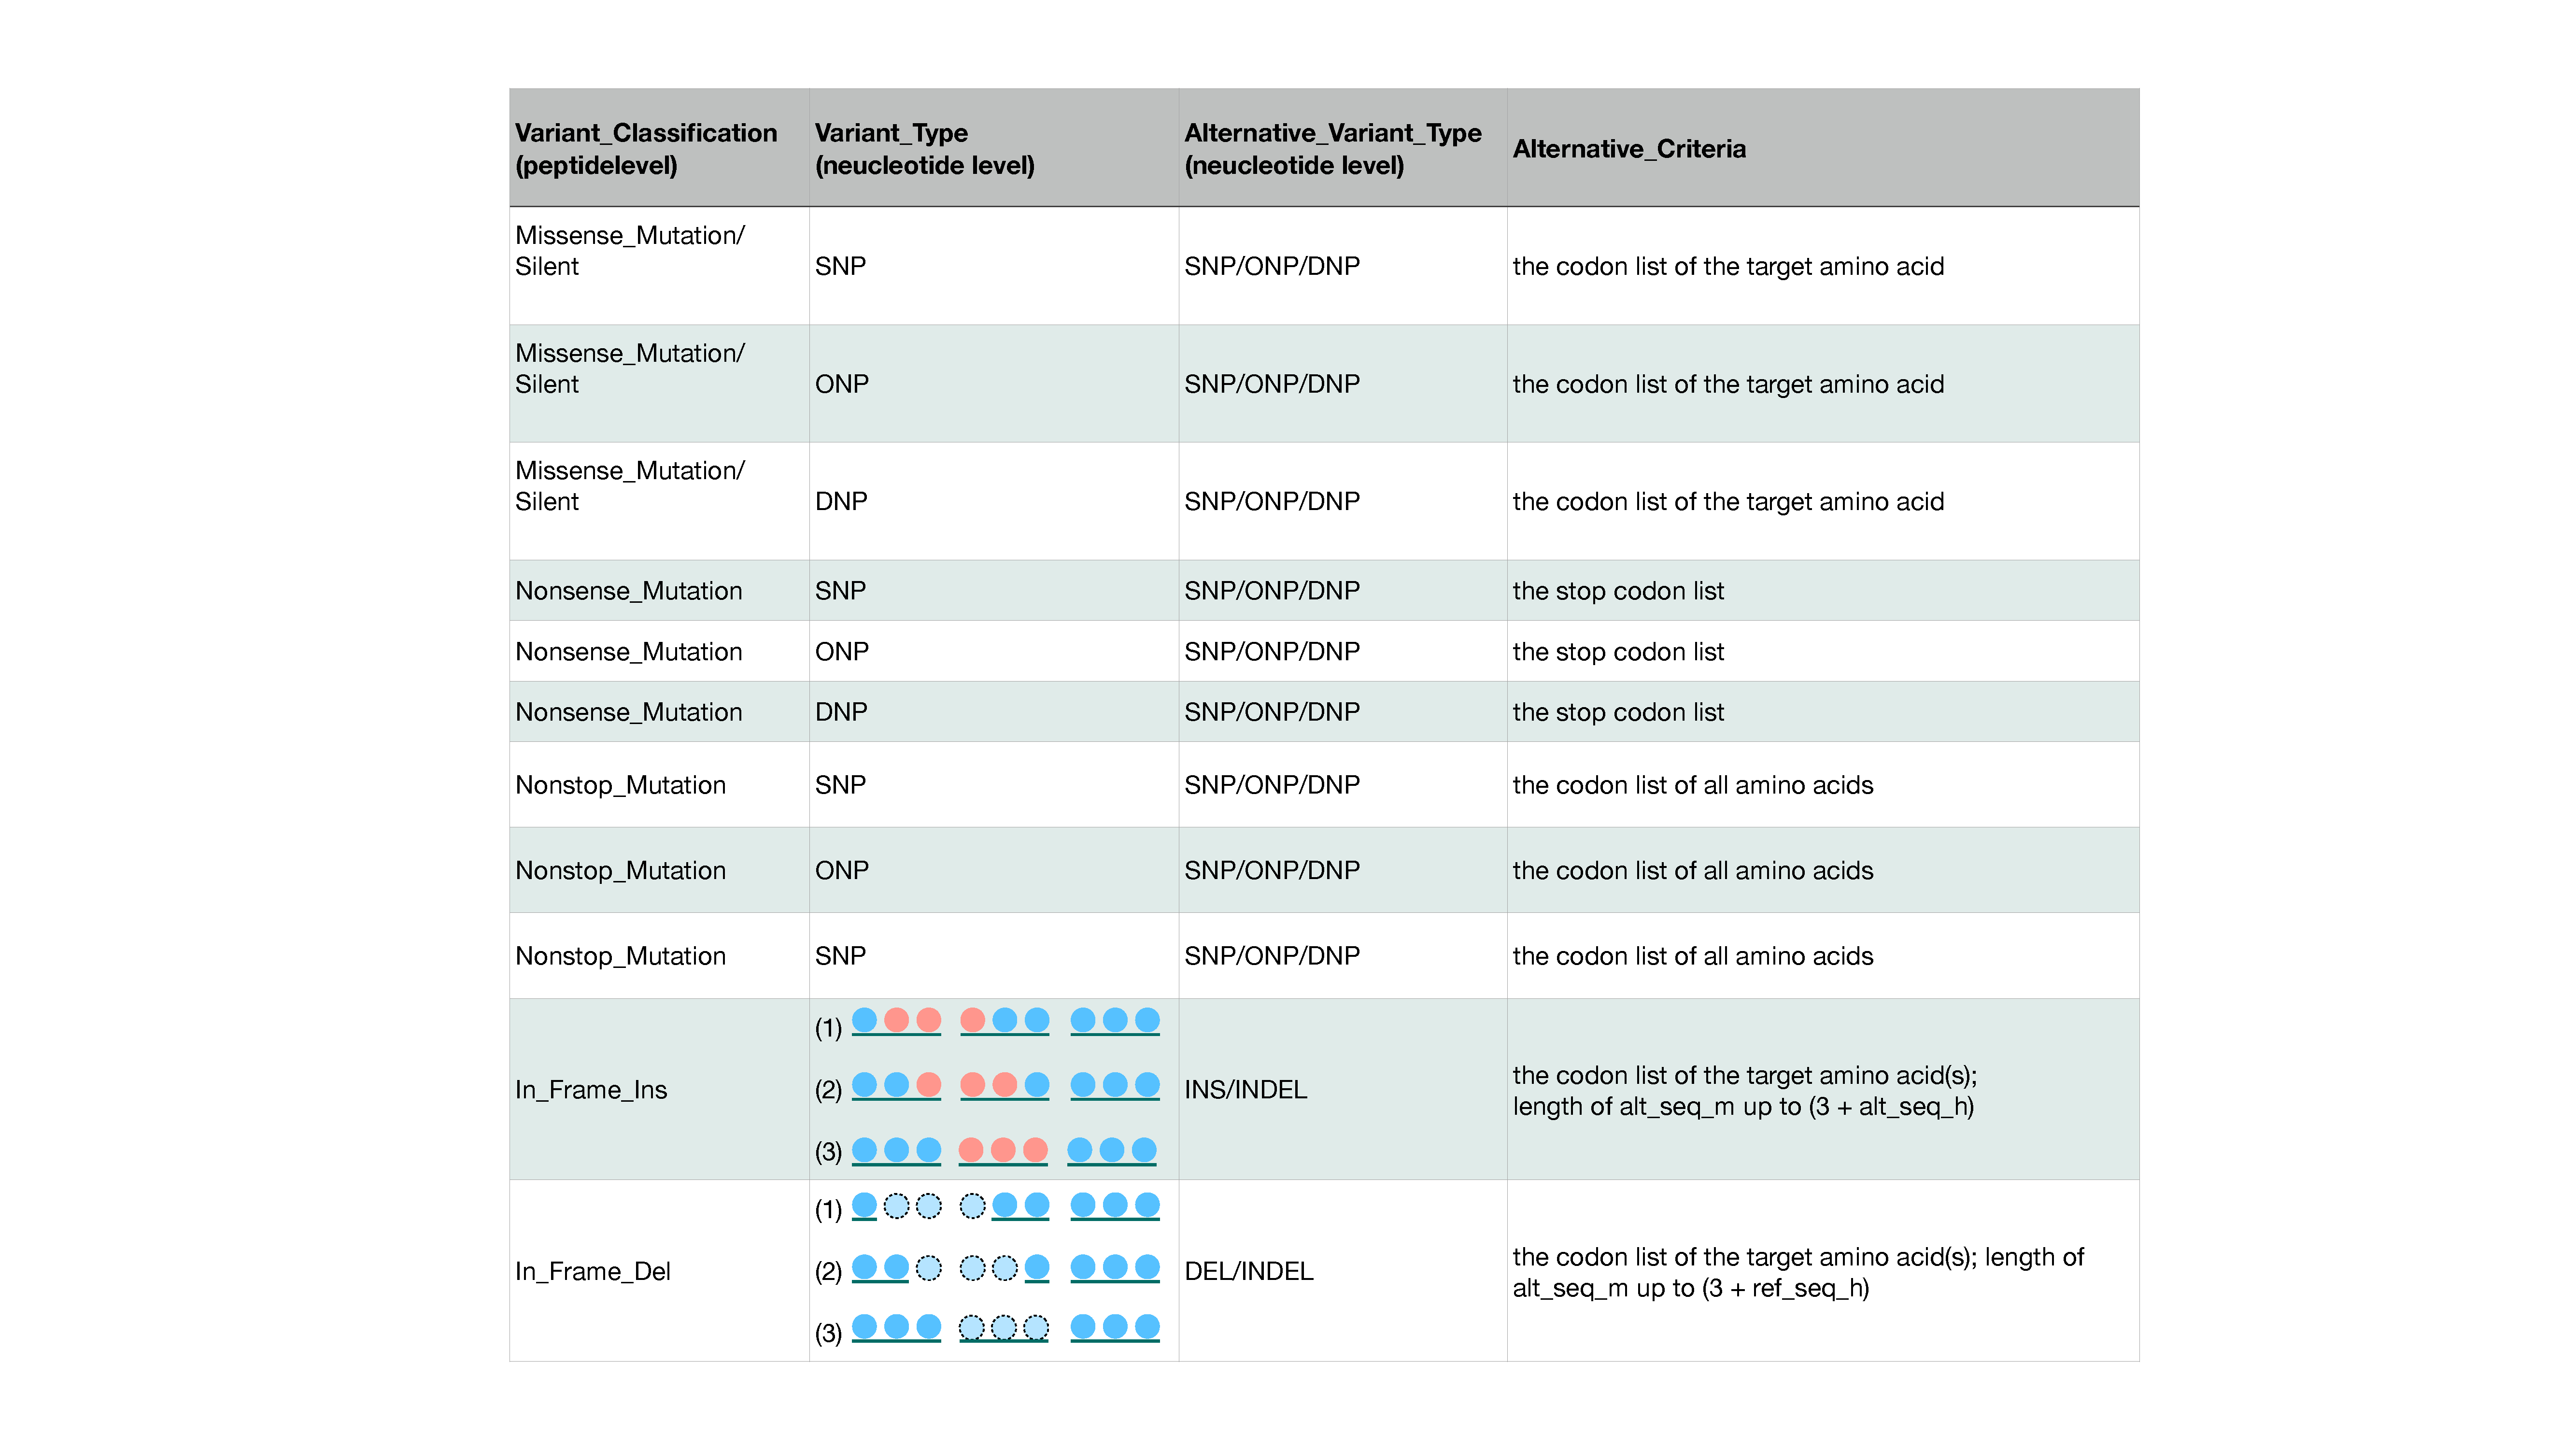 Variant_Classification
(peptidelevel)
Variant_Type
(neucleotide level)
Alternative_Variant_Type
(neucleotide level)
Alternative_Criteria
Missense_Mutation/
Silent
SNP
SNP/ONP/DNP
the codon list of the target amino acid
Missense_Mutation/
Silent
ONP
SNP/ONP/DNP
the codon list of the target amino acid
Missense_Mutation/
Silent
DNP
SNP/ONP/DNP
the codon list of the target amino acid
Nonsense_Mutation
SNP
SNP/ONP/DNP
the stop codon list
Nonsense_Mutation
ONP
SNP/ONP/DNP
the stop codon list
Nonsense_Mutation
DNP
SNP/ONP/DNP
the stop codon list
Nonstop_Mutation
SNP
SNP/ONP/DNP
the codon list of all amino acids
Nonstop_Mutation
ONP
SNP/ONP/DNP
the codon list of all amino acids
Nonstop_Mutation
SNP
SNP/ONP/DNP
the codon list of all amino acids
In_Frame_Ins
(1)
(2)
(3)
INS/INDEL
the codon list of the target amino acid(s);
length of alt_seq_m up to (3 + alt_seq_h)
In_Frame_Del
(1)
(2)
(3)
DEL/INDEL
the codon list of the target amino acid(s); length of
alt_seq_m up to (3 + ref_seq_h)